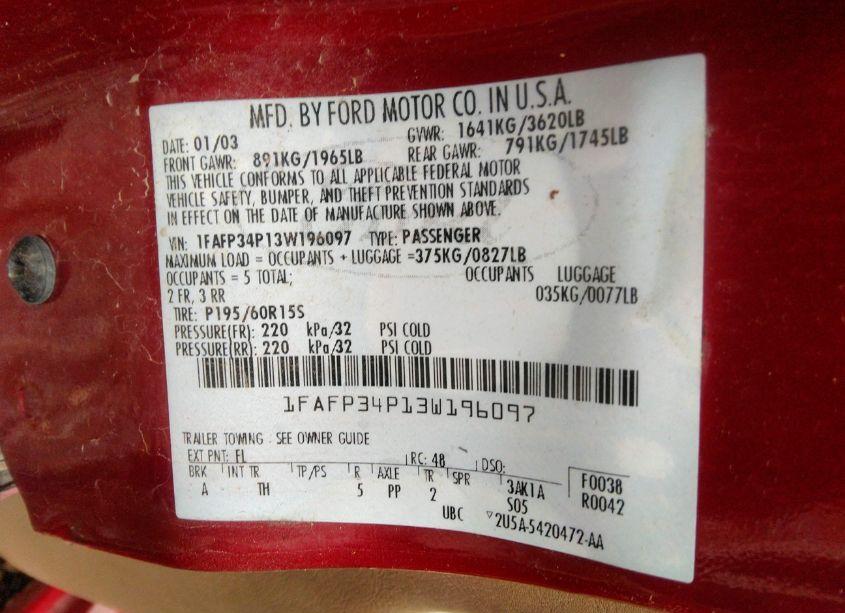 MFD. BY FORD MOTOR CO. IN U.S.A.
DATE: 01/03 GVWR: 1641KG/3620LB
FRONT GAWR: 891KG/1965LB REAR GAWR: 791KG/1745LB
THIS VEHICLE CONFORMS TO ALL APPLICABLE FEDERAL MOTOR
VEHICLE SAFETY, BUMPER, AND THEFT PREVENTION STANDARDS
IN EFFECT ON THE DATE OF MANUFACTURE SHOWN ABOVE.
VIN: 1FAFP34P13W196097 TYPE: PASSENGER
MAXIMUM LOAD = OCCUPANTS + LUGGAGE =375KG/0827LB
OCCUPANTS = 5 TOTAL; OCCUPANTS LUGGAGE
2 FR, 3 RR 035KG/0077LB
TIRE: P195/60R15S
PRESSURE(FR): 220 kPa/32 PSI COLD
PRESSURE(RR): 220 kPa/32 PSI COLD
1FAFP34P13W196097
TRAILER TOWING - SEE OWNER GUIDE
EXT PNT: FL RC: 48 DSO:
BRK INT TR TP/PS R AXLE TR SPR
A TH 5 PP 2 3AK1A F0038
S05 R0042
UBC ▽2U5A-5420472-AA